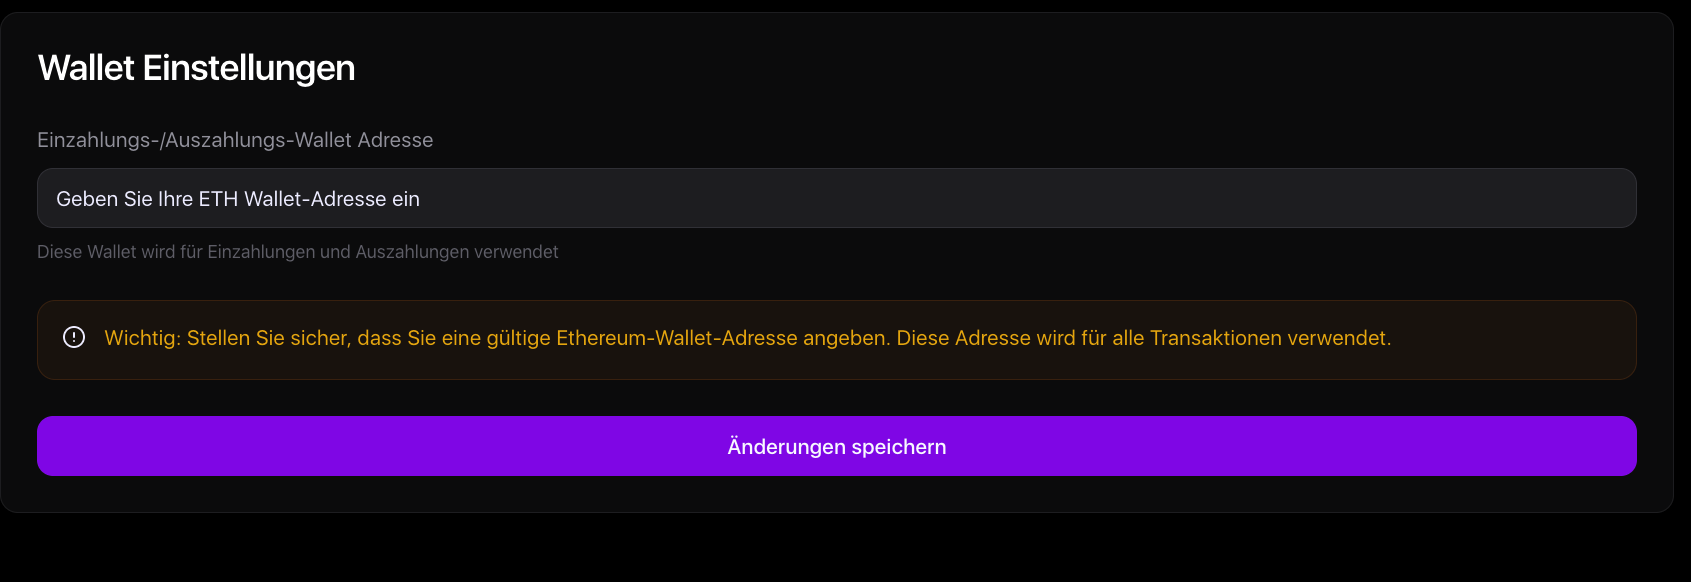 Wallet Einstellungen
Einzahlungs-/Auszahlungs-Wallet Adresse
Geben Sie Ihre ETH Wallet-Adresse ein
Diese Wallet wird für Einzahlungen und Auszahlungen verwendet
Wichtig: Stellen Sie sicher, dass Sie eine gültige Ethereum-Wallet-Adresse angeben. Diese Adresse wird für alle Transaktionen verwendet.
Änderungen speichern